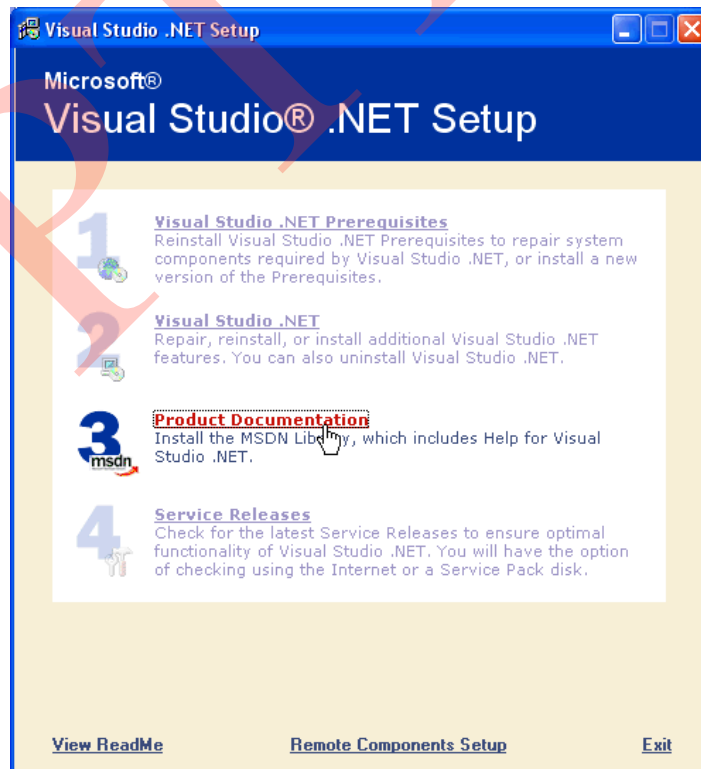 Visual Studio .NET Setup
Microsoft®
Visual Studio® .NET Setup
1
Visual Studio .NET Prerequisites
Reinstall Visual Studio .NET Prerequisites to repair system
components required by Visual Studio .NET, or install a new
version of the Prerequisites.
2
Visual Studio .NET
Repair, reinstall, or install additional Visual Studio .NET
features. You can also uninstall Visual Studio .NET.
3
msdn
Product Documentation
Install the MSDN Library, which includes Help for Visual
Studio .NET.
4
Service Releases
Check for the latest Service Releases to ensure optimal
functionality of Visual Studio .NET. You will have the option
of checking using the Internet or a Service Pack disk.
View ReadMe
Remote Components Setup
Exit